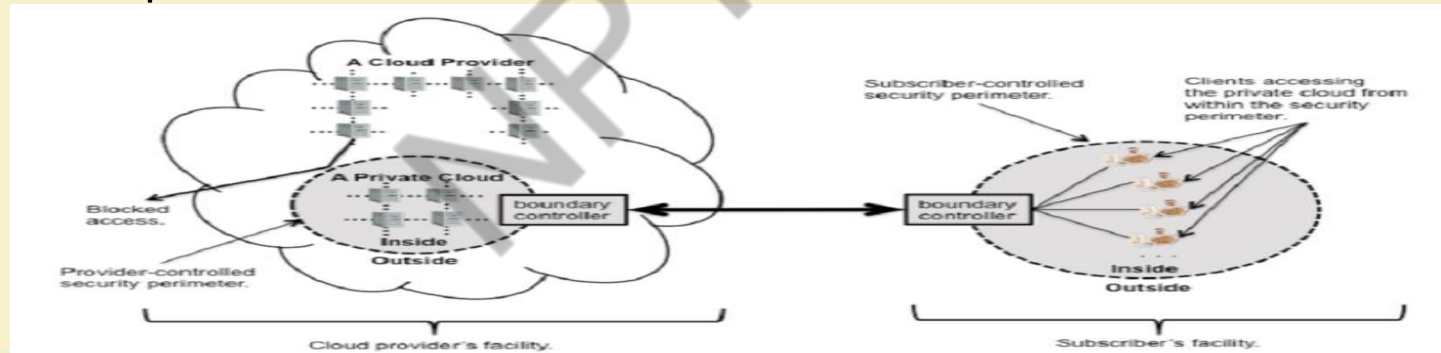 A Cloud Provider
Blocked
access.
A Private Cloud
boundary
controller
Inside
Outside
Provider-controlled
security perimeter.
Cloud provider's facility.
Subscriber-controlled
security perimeter.
Clients accessing
the private cloud from
within the security
perimeter.
boundary
controller
Inside
Outside
Subscriber's facility.